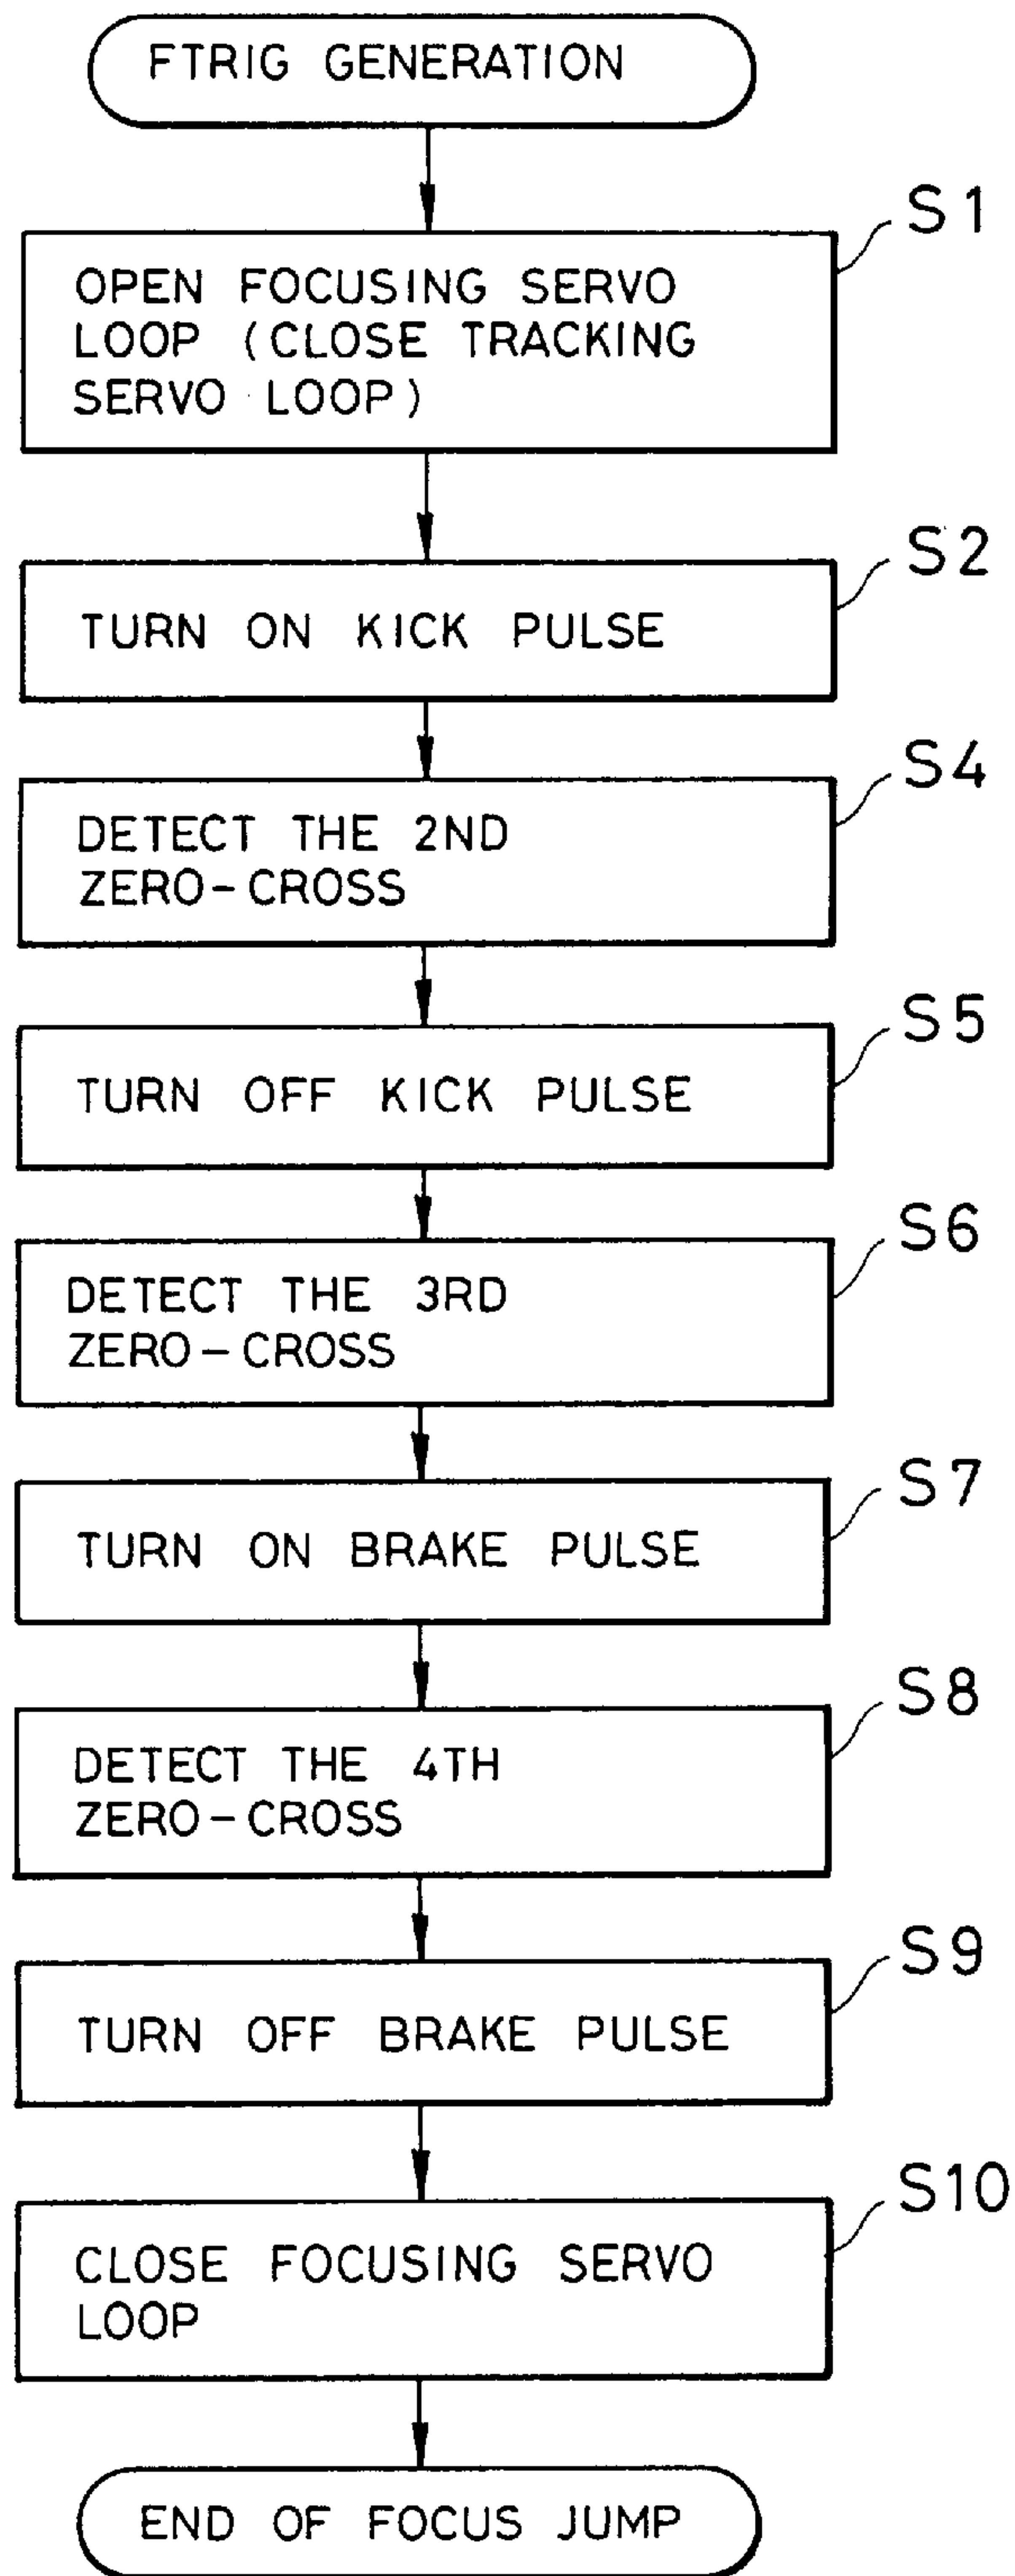 FTRIG GENERATION
S1
OPEN FOCUSING SERVO
LOOP (CLOSE TRACKING
SERVO LOOP)
S2
TURN ON KICK PULSE
S4
DETECT THE 2ND
ZERO-CROSS
S5
TURN OFF KICK PULSE
S6
DETECT THE 3RD
ZERO-CROSS
S7
TURN ON BRAKE PULSE
S8
DETECT THE 4TH
ZERO-CROSS
S9
TURN OFF BRAKE PULSE
S10
CLOSE FOCUSING SERVO
LOOP
END OF FOCUS JUMP